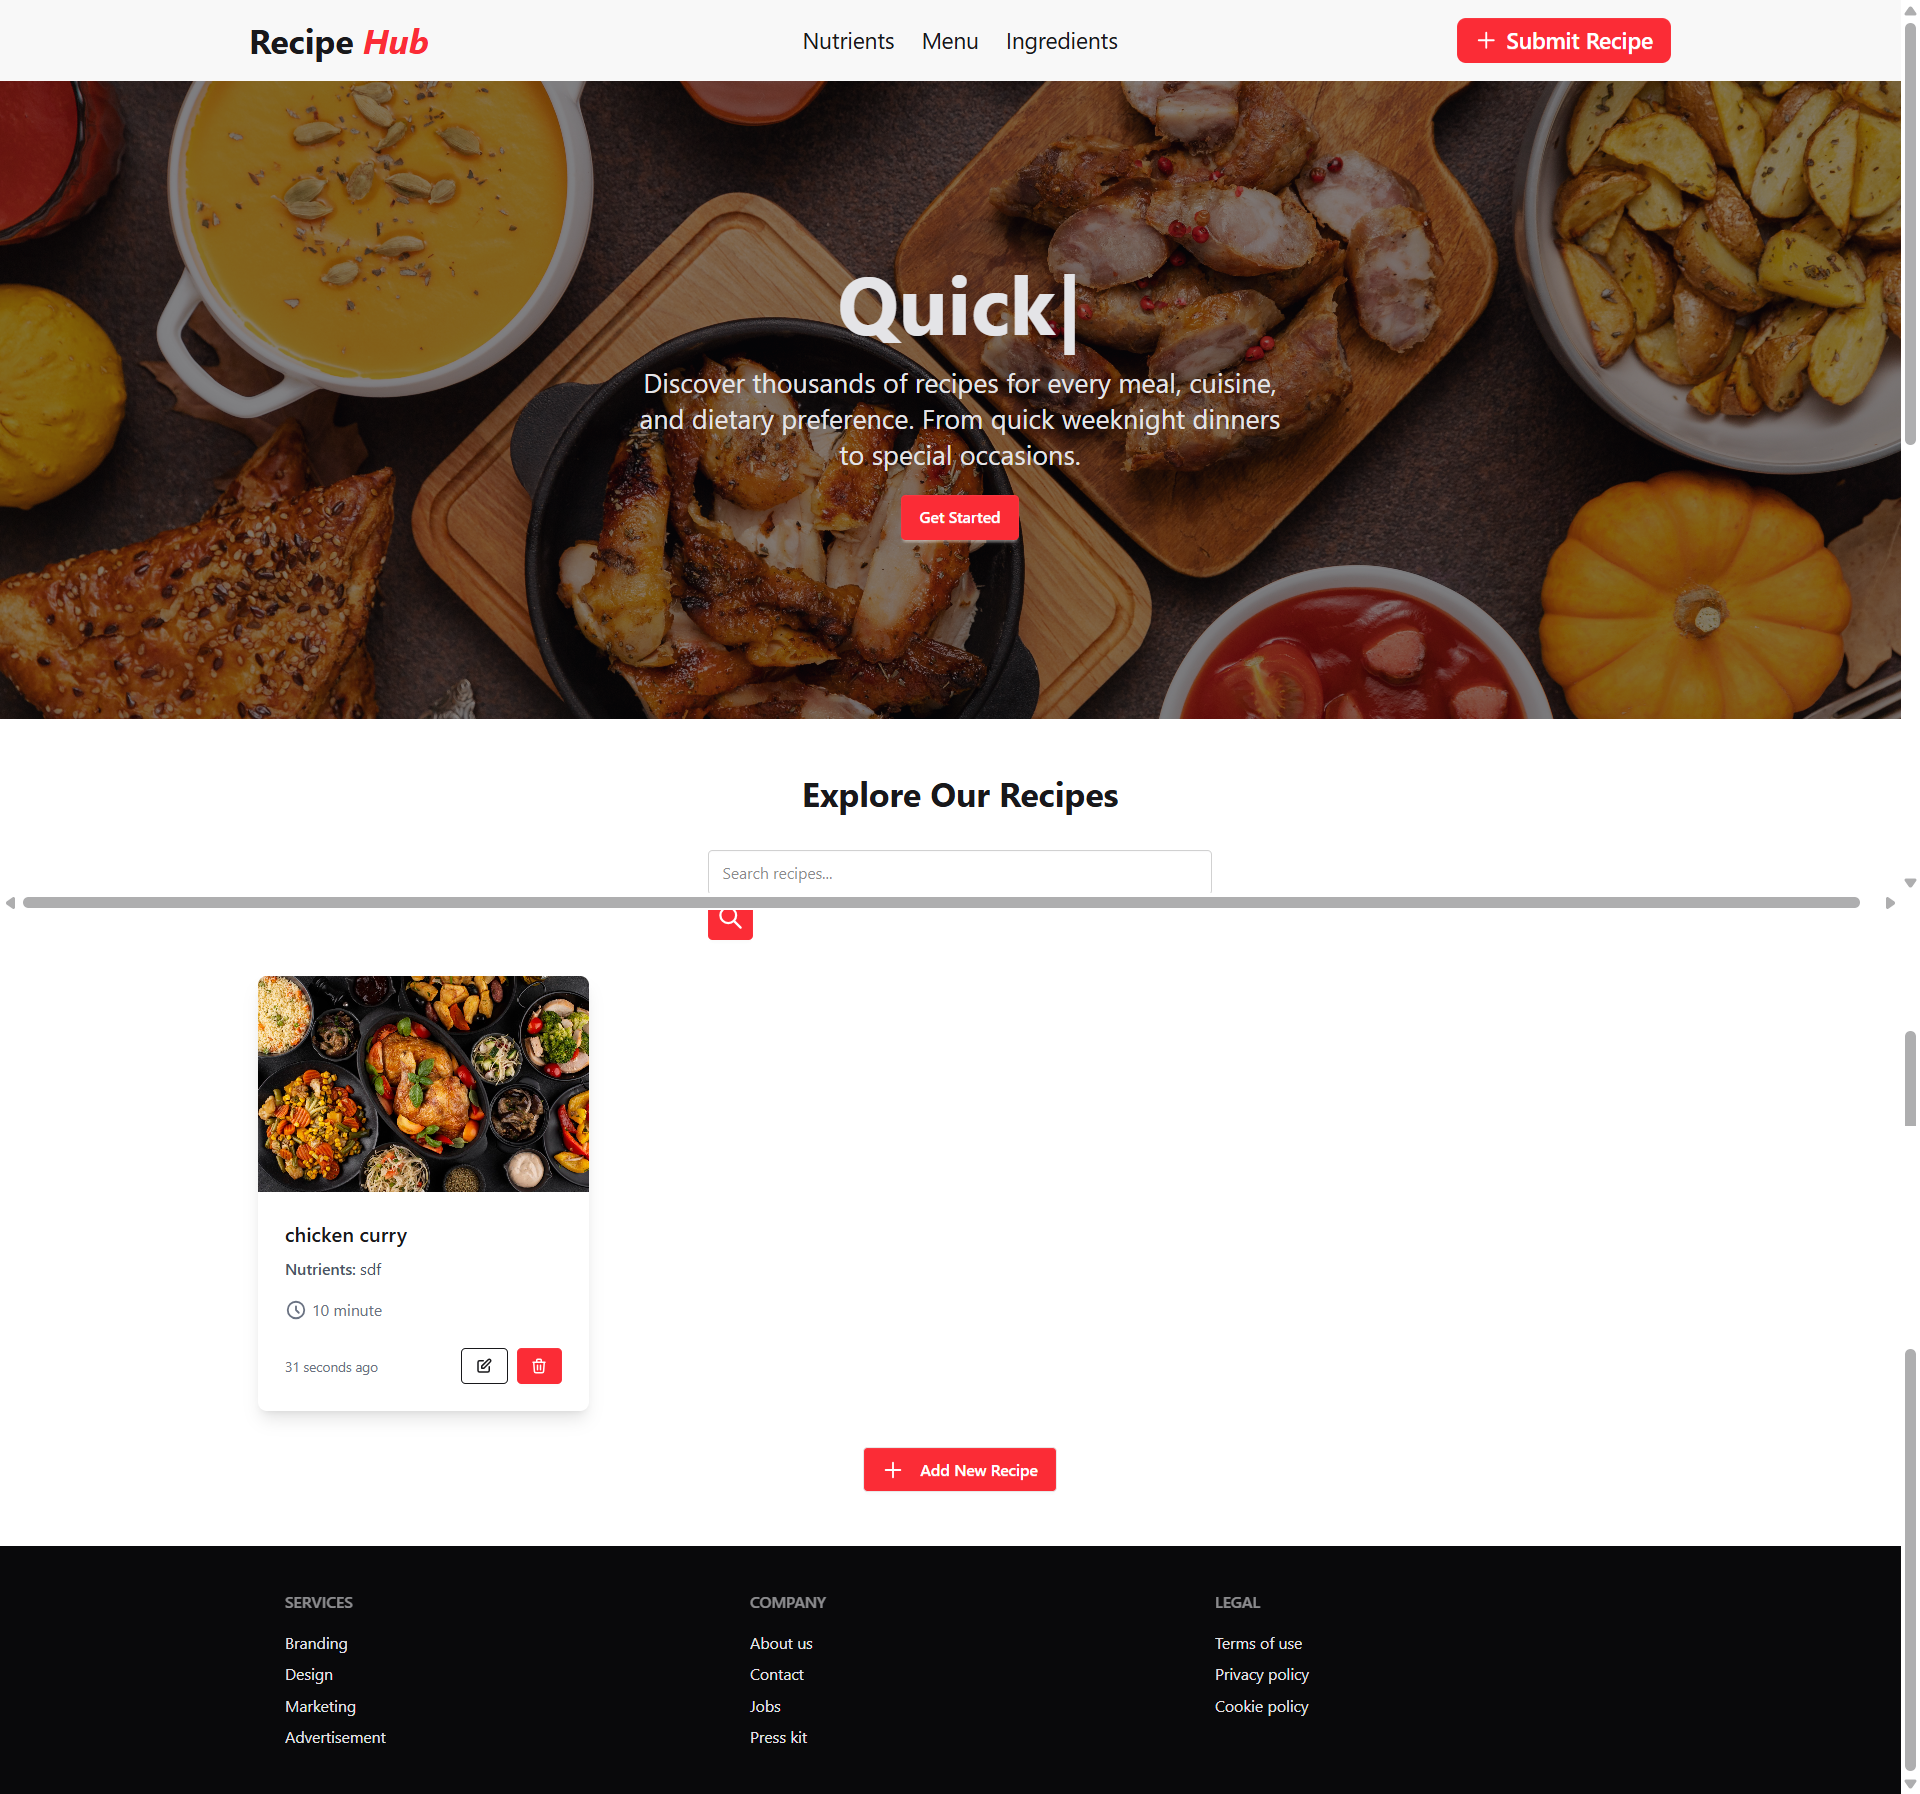 Recipe Hub
Nutrients Menu Ingredients
+ Submit Recipe
Quick|
Discover thousands of recipes for every meal, cuisine,
and dietary preference. From quick weeknight dinners
to special occasions.
Get Started
Explore Our Recipes
Search recipes...
chicken curry
Nutrients: sdf
10 minute
31 seconds ago
+ Add New Recipe
SERVICES
Branding
Design
Marketing
Advertisement
COMPANY
About us
Contact
Jobs
Press kit
LEGAL
Terms of use
Privacy policy
Cookie policy